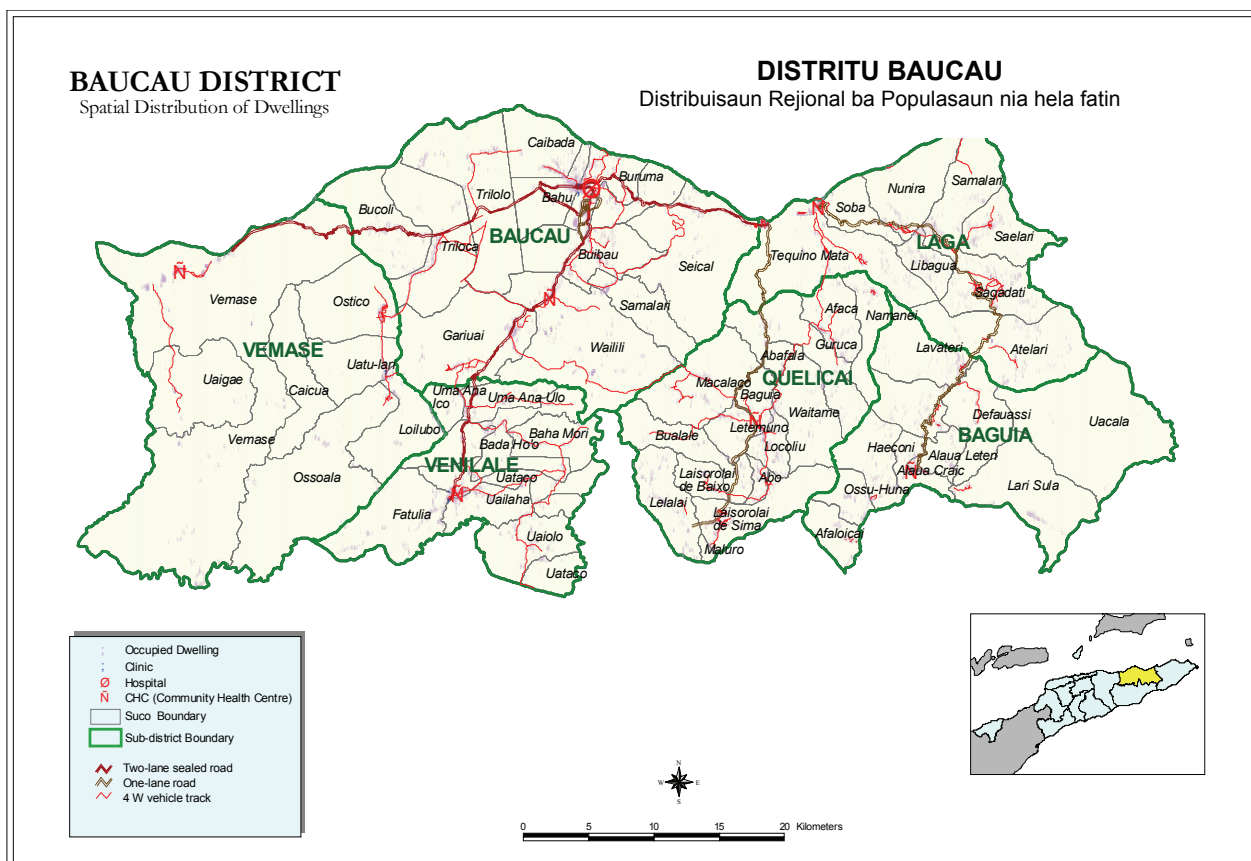 BAUCAU DISTRICT
Spatial Distribution of Dwellings
DISTRITU BAUCAU
Distribuisaun Rejional ba Populasaun nia hela fatin
Caibada
Buruma
Bahu
Trilolo
Bucoli
BAUCAU
Triloca
Buibau
Seical
Samalari
Gariuai
Wailili
Nunira
Samalari
Soba
LAGA
Saelari
Tequino Mata
Libagua
Sagadati
Afaca
Namanei
Guruca
Lavateri
Atelari
Vemase
Ostico
VEMASE
Uatu-lari
Uaigae
Caicua
Vemase
Loilubo
Ossoala
Uma Ana
Ico
Uma Ana Ulo
Baha Mori
Bada Ho'o
VENILALE
Uataco
Uailaha
Fatulia
Uaiolo
Uataco
Abafala
QUELICAI
Macalaco
Baguia
Waitame
Letemuno
Bualale
Locoliu
Laisorolai
de Baixo
Abo
Lelalai
Laisorolai
de Sima
Maluro
Defauassi
Uacala
BAGUIA
Haeconi
Alaua Leteri
Alaua Craic
Ossu-Huna
Lari Sula
Afaloicai
Occupied Dwelling
Clinic
Ø Hospital
Ñ CHC (Community Health Centre)
Suco Boundary
Sub-district Boundary
Two-lane sealed road
One-lane road
4 W vehicle track
N
W E
S
0 5 10 15 20 Kilometers